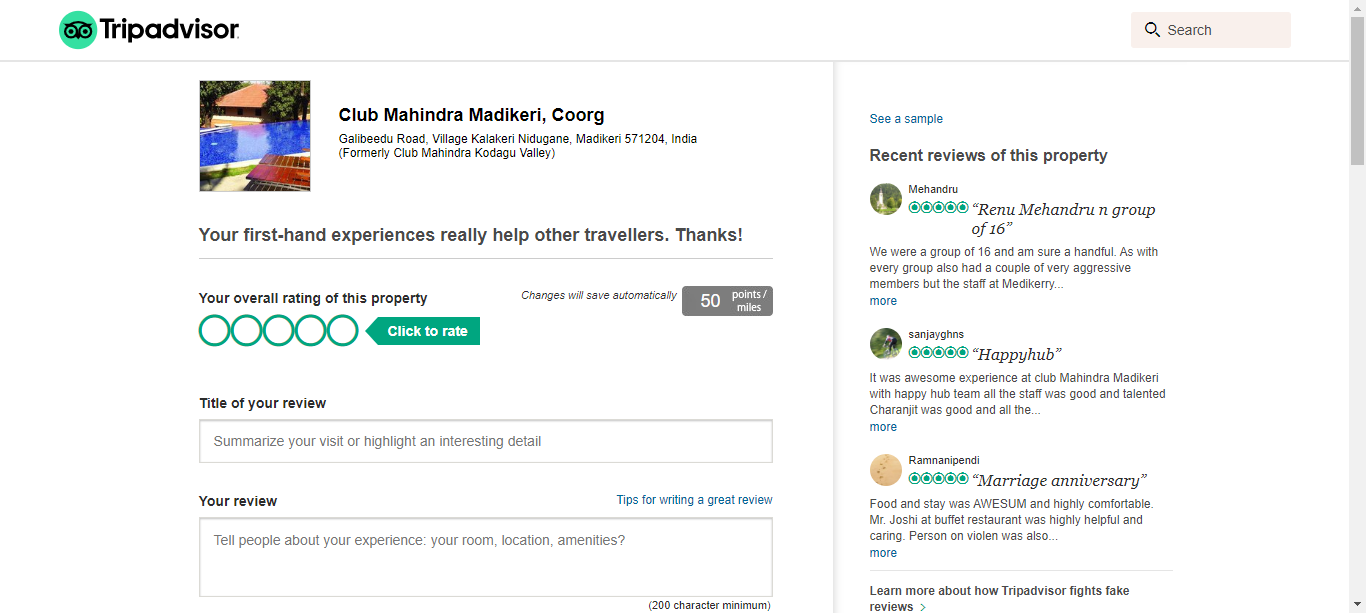 Tripadvisor
Search
Club Mahindra Madikeri, Coorg
Galibeedu Road, Village Kalakeri Nidugane, Madikeri 571204, India
(Formerly Club Mahindra Kodagu Valley)
Your first-hand experiences really help other travellers. Thanks!
Your overall rating of this property
Changes will save automatically
50 points /
miles
Click to rate
Title of your review
Summarize your visit or highlight an interesting detail
Your review
Tips for writing a great review
Tell people about your experience: your room, location, amenities?
(200 character minimum)
See a sample
Recent reviews of this property
Mehandru
“Renu Mehandru n group
of 16”
We were a group of 16 and am sure a handful. As with
every group also had a couple of very aggressive
members but the staff at Medikerry...
more
sanjayghns
“Happyhub”
It was awesome experience at club Mahindra Madikeri
with happy hub team all the staff was good and talented
Charanjit was good and all the...
more
Ramnanipendi
“Marriage anniversary”
Food and stay was AWESUM and highly comfortable.
Mr. Joshi at buffet restaurant was highly helpful and
caring. Person on violen was also...
more
Learn more about how Tripadvisor fights fake
reviews >